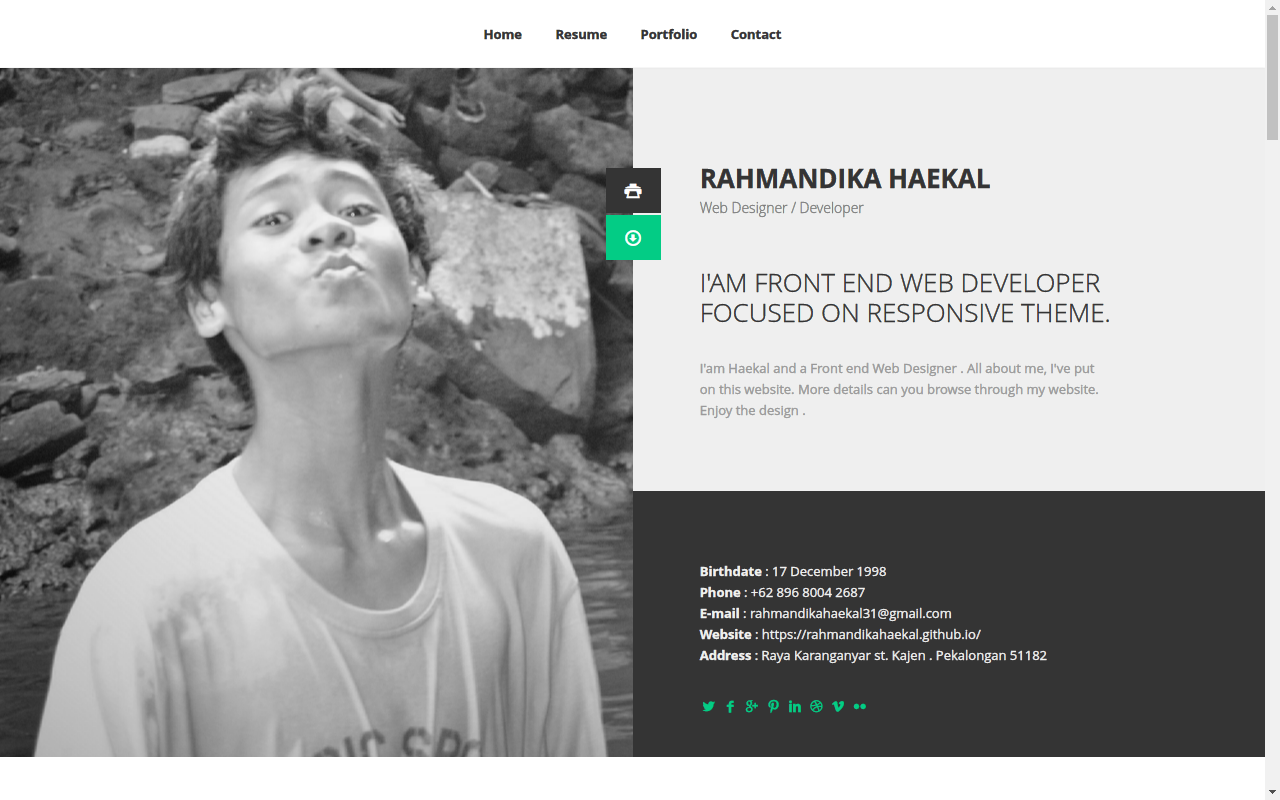 Home Resume Portfolio Contact
RAHMANDIKA HAEKAL
Web Designer / Developer
I'AM FRONT END WEB DEVELOPER
FOCUSED ON RESPONSIVE THEME.
I'am Haekal and a Front end Web Designer . All about me, I've put
on this website. More details can you browse through my website.
Enjoy the design .
Birthdate : 17 December 1998
Phone : +62 896 8004 2687
E-mail : rahmandikahaekal31@gmail.com
Website : https://rahmandikahaekal.github.io/
Address : Raya Karanganyar st. Kajen . Pekalongan 51182